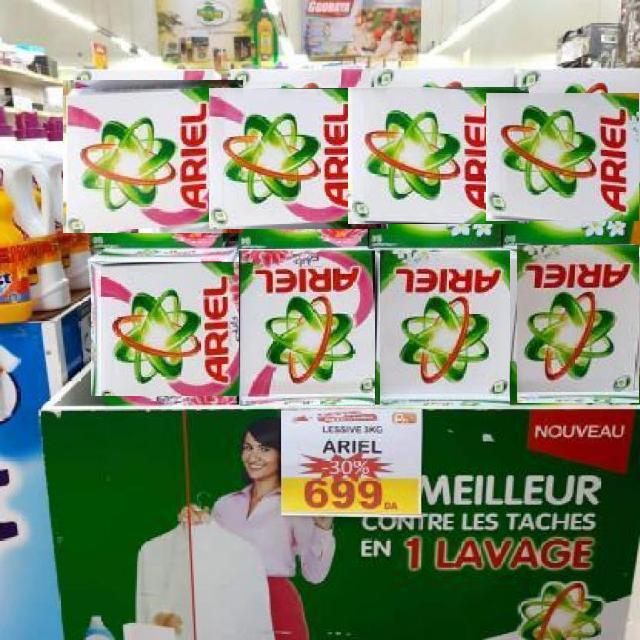 GOURAYA
ARIEL
ARIEL
ARIEL
ARIEL
ARIEL
ARIEL
ARIEL
ARIEL
NOUVEAU
LESSIVE 3KG
ARIEL
-30%
699 DA
MEILLEUR
CONTRE LES TACHES
EN 1 LAVAGE